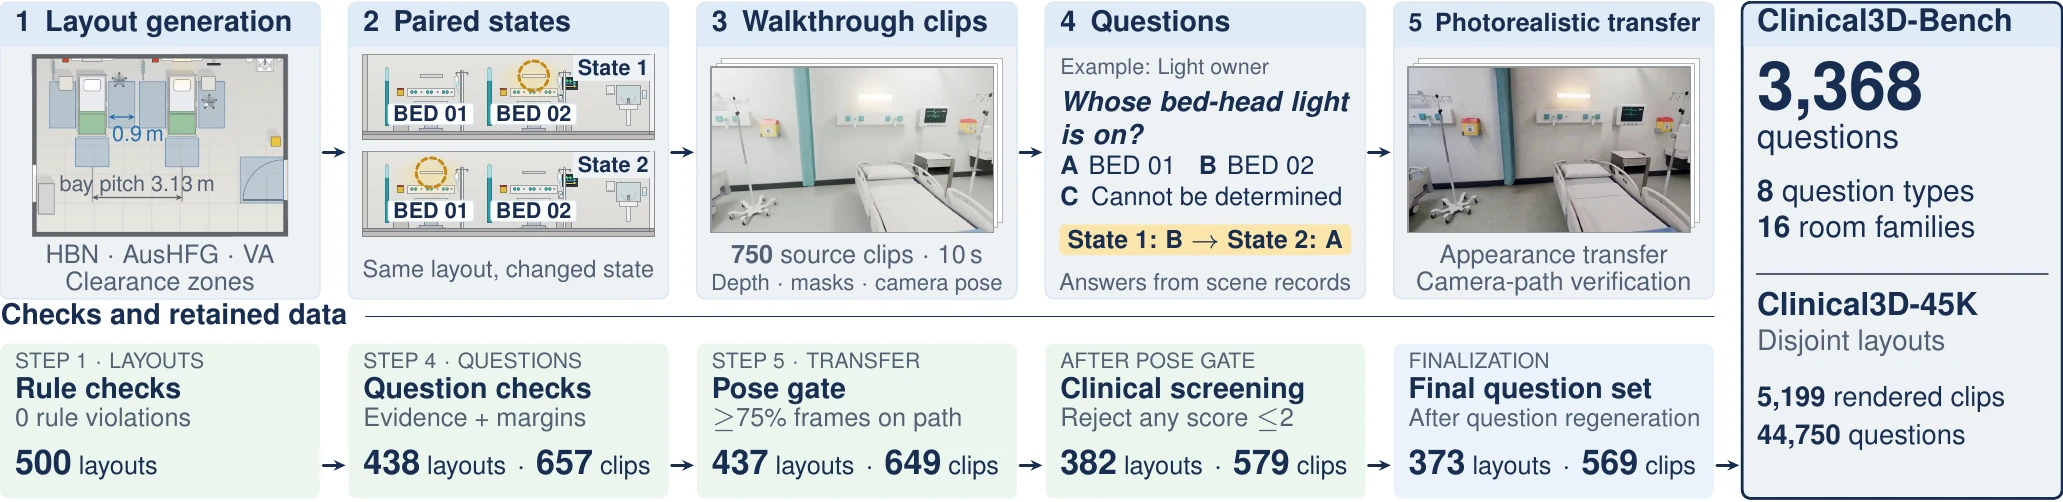 1 Layout generation
0.9 m
bay pitch 3.13 m
HBN · AusHFG · VA
Clearance zones
2 Paired states
State 1
BED 01 BED 02
State 2
BED 01 BED 02
Same layout, changed state
3 Walkthrough clips
750 source clips · 10 s
Depth · masks · camera pose
4 Questions
Example: Light owner
Whose bed-head light
is on?
A BED 01 B BED 02
C Cannot be determined
State 1: B → State 2: A
Answers from scene records
5 Photorealistic transfer
Appearance transfer
Camera-path verification
Checks and retained data
STEP 1 · LAYOUTS
Rule checks
0 rule violations
500 layouts
STEP 4 · QUESTIONS
Question checks
Evidence + margins
438 layouts · 657 clips
STEP 5 · TRANSFER
Pose gate
≥75% frames on path
437 layouts · 649 clips
AFTER POSE GATE
Clinical screening
Reject any score ≤2
382 layouts · 579 clips
FINALIZATION
Final question set
After question regeneration
373 layouts · 569 clips
Clinical3D-Bench
3,368
questions
8 question types
16 room families
Clinical3D-45K
Disjoint layouts
5,199 rendered clips
44,750 questions